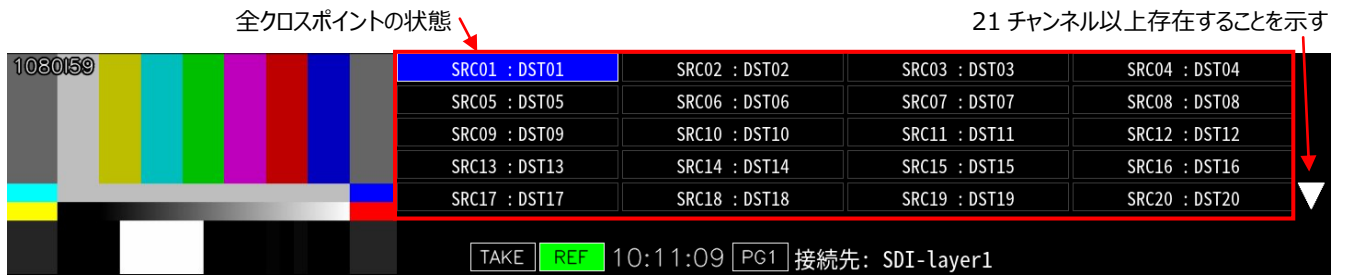 全クロスポイントの状態
21 チャンネル以上存在することを示す
1080I59
SRC01 : DST01 SRC02 : DST02 SRC03 : DST03 SRC04 : DST04
SRC05 : DST05 SRC06 : DST06 SRC07 : DST07 SRC08 : DST08
SRC09 : DST09 SRC10 : DST10 SRC11 : DST11 SRC12 : DST12
SRC13 : DST13 SRC14 : DST14 SRC15 : DST15 SRC16 : DST16
SRC17 : DST17 SRC18 : DST18 SRC19 : DST19 SRC20 : DST20
TAKE REF 10:11:09 PG1 接続先: SDI-layer1